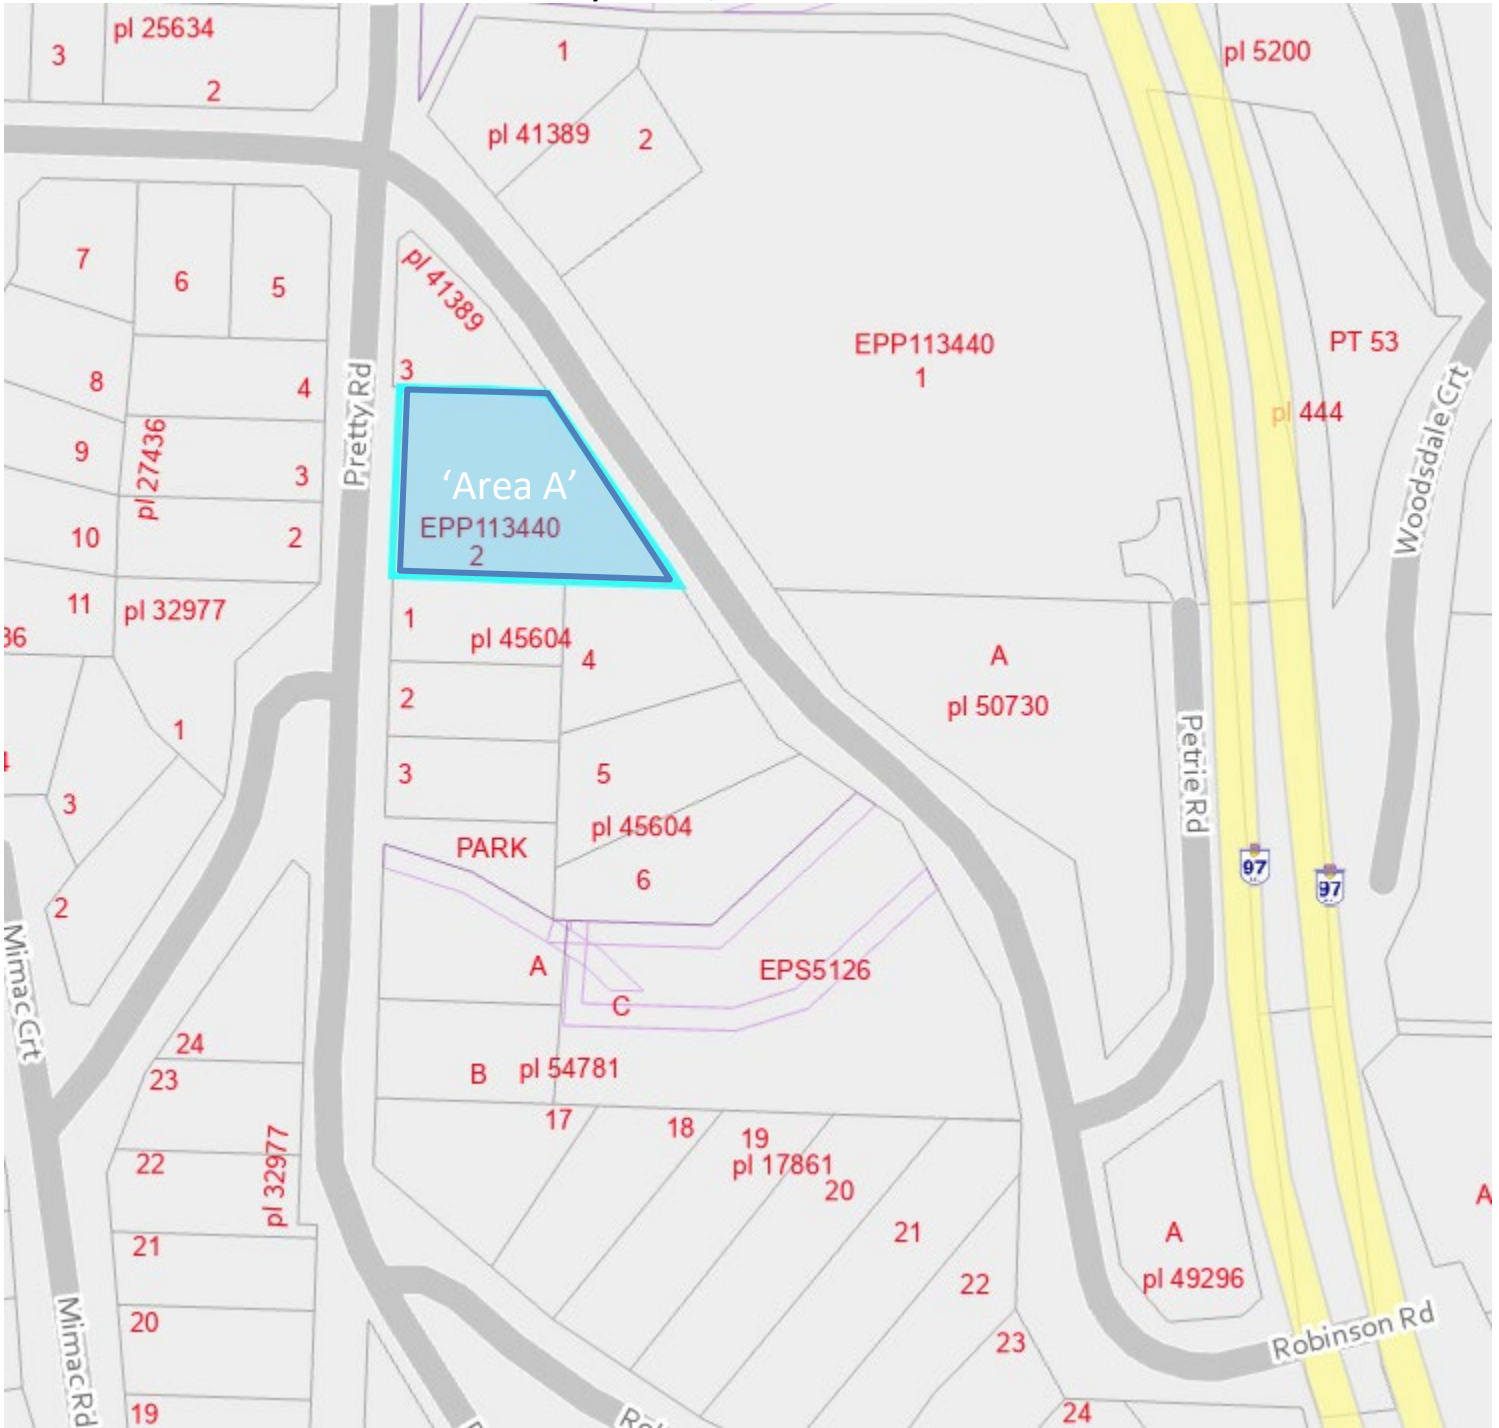 pl 25634
3
2
1
pl 5200
pl 41389
2
7
6
5
pl 41389
EPP113440
1
PT 53
3
8
4
Pretty Rd
pl 444
Woodsdale Crt
9
pl 27436
3
'Area A'
EPP113440
2
10
2
11
pl 32977
1
pl 45604
4
A
36
2
pl 50730
1
3
5
Petrie Rd
3
pl 45604
PARK
6
97
97
2
Mimac Crt
A
EPS5126
C
24
23
B
pl 54781
17
18
19
pl 17861
20
22
pl 32977
A
21
21
A
pl 49296
22
20
23
Robinson Rd
Mimac Rd
19
24